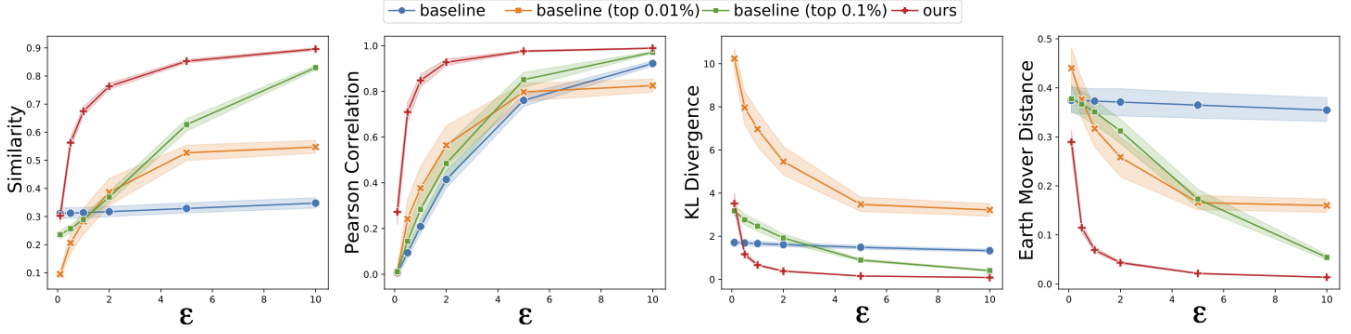 baseline baseline (top 0.01%) baseline (top 0.1%) ours
Similarity
0.9
0.8
0.7
0.6
0.5
0.4
0.3
0.2
0.1
0 2 4 6 8 10
ε
Pearson Correlation
1.0
0.8
0.6
0.4
0.2
0.0
0 2 4 6 8 10
ε
KL Divergence
10
8
6
4
2
0
0 2 4 6 8 10
ε
Earth Mover Distance
0.5
0.4
0.3
0.2
0.1
0.0
0 2 4 6 8 10
ε